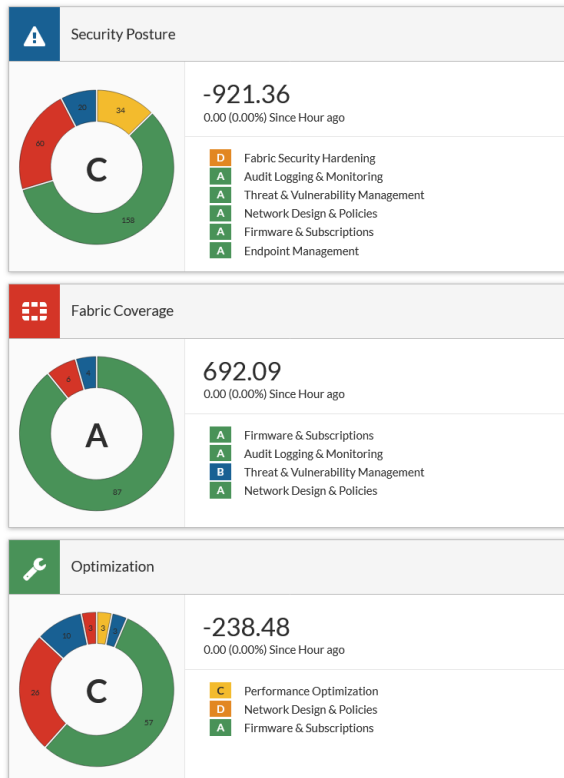 Security Posture
20
34
60
158
C
-921.36
0.00 (0.00%) Since Hour ago
D Fabric Security Hardening
A Audit Logging & Monitoring
A Threat & Vulnerability Management
A Network Design & Policies
A Firmware & Subscriptions
A Endpoint Management
Fabric Coverage
6
4
87
A
692.09
0.00 (0.00%) Since Hour ago
A Firmware & Subscriptions
A Audit Logging & Monitoring
B Threat & Vulnerability Management
A Network Design & Policies
Optimization
10
3
3
26
57
C
-238.48
0.00 (0.00%) Since Hour ago
C Performance Optimization
D Network Design & Policies
A Firmware & Subscriptions